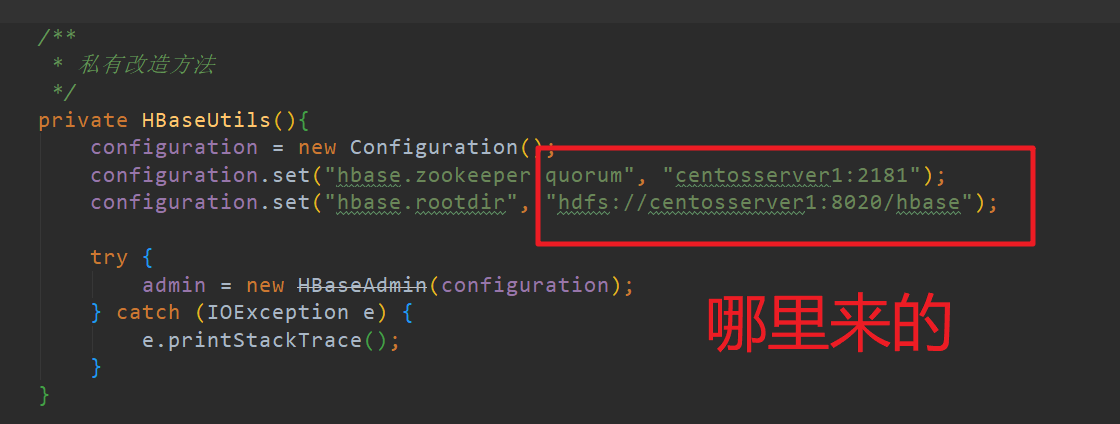 /**
* 私有改造方法
*/
private HBaseUtils(){
configuration = new Configuration();
configuration.set("hbase.zookeeper.quorum", "centosserver1:2181");
configuration.set("hbase.rootdir", "hdfs://centosserver1:8020/hbase");
try {
admin = new HBaseAdmin(configuration);
} catch (IOException e) {
e.printStackTrace();
}
}
哪里来的